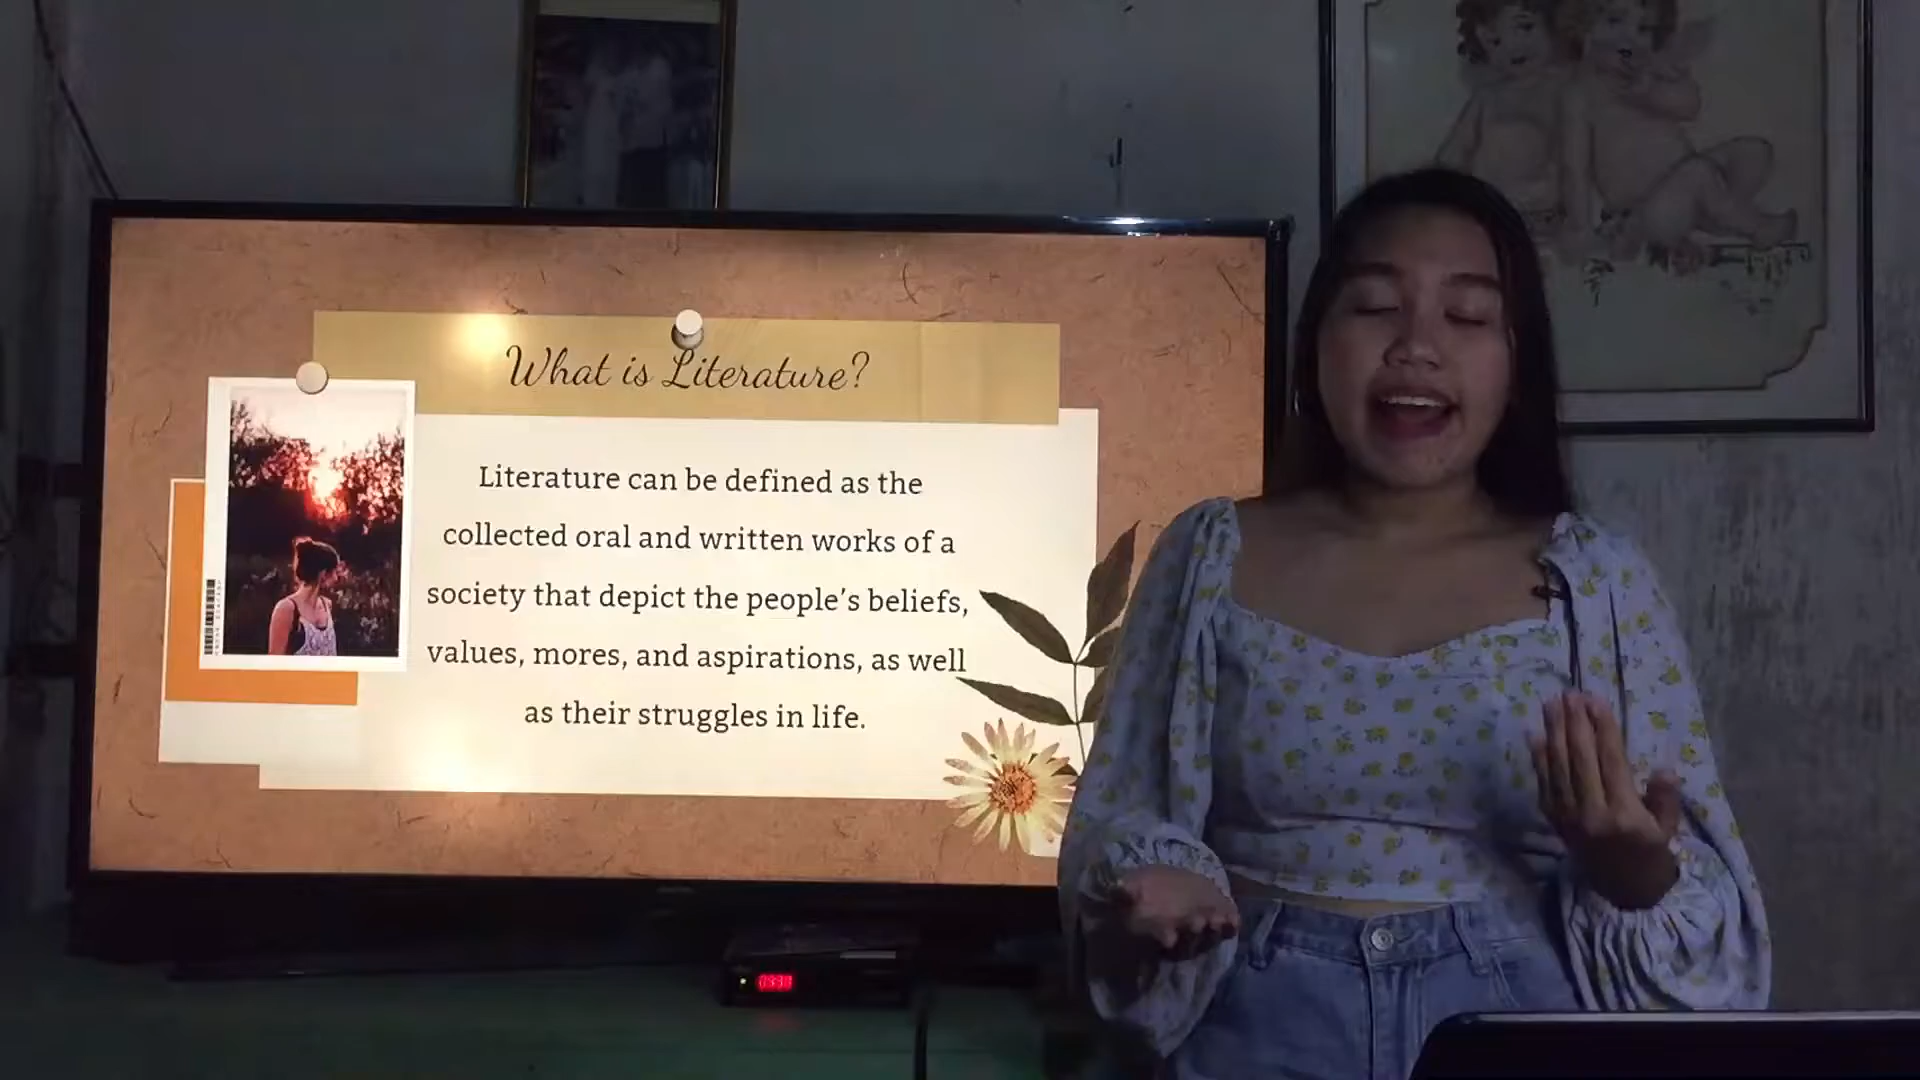 What is Literature?
Literature can be defined as the
collected oral and written works of a
society that depict the people's beliefs,
values, mores, and aspirations, as well
as their struggles in life.